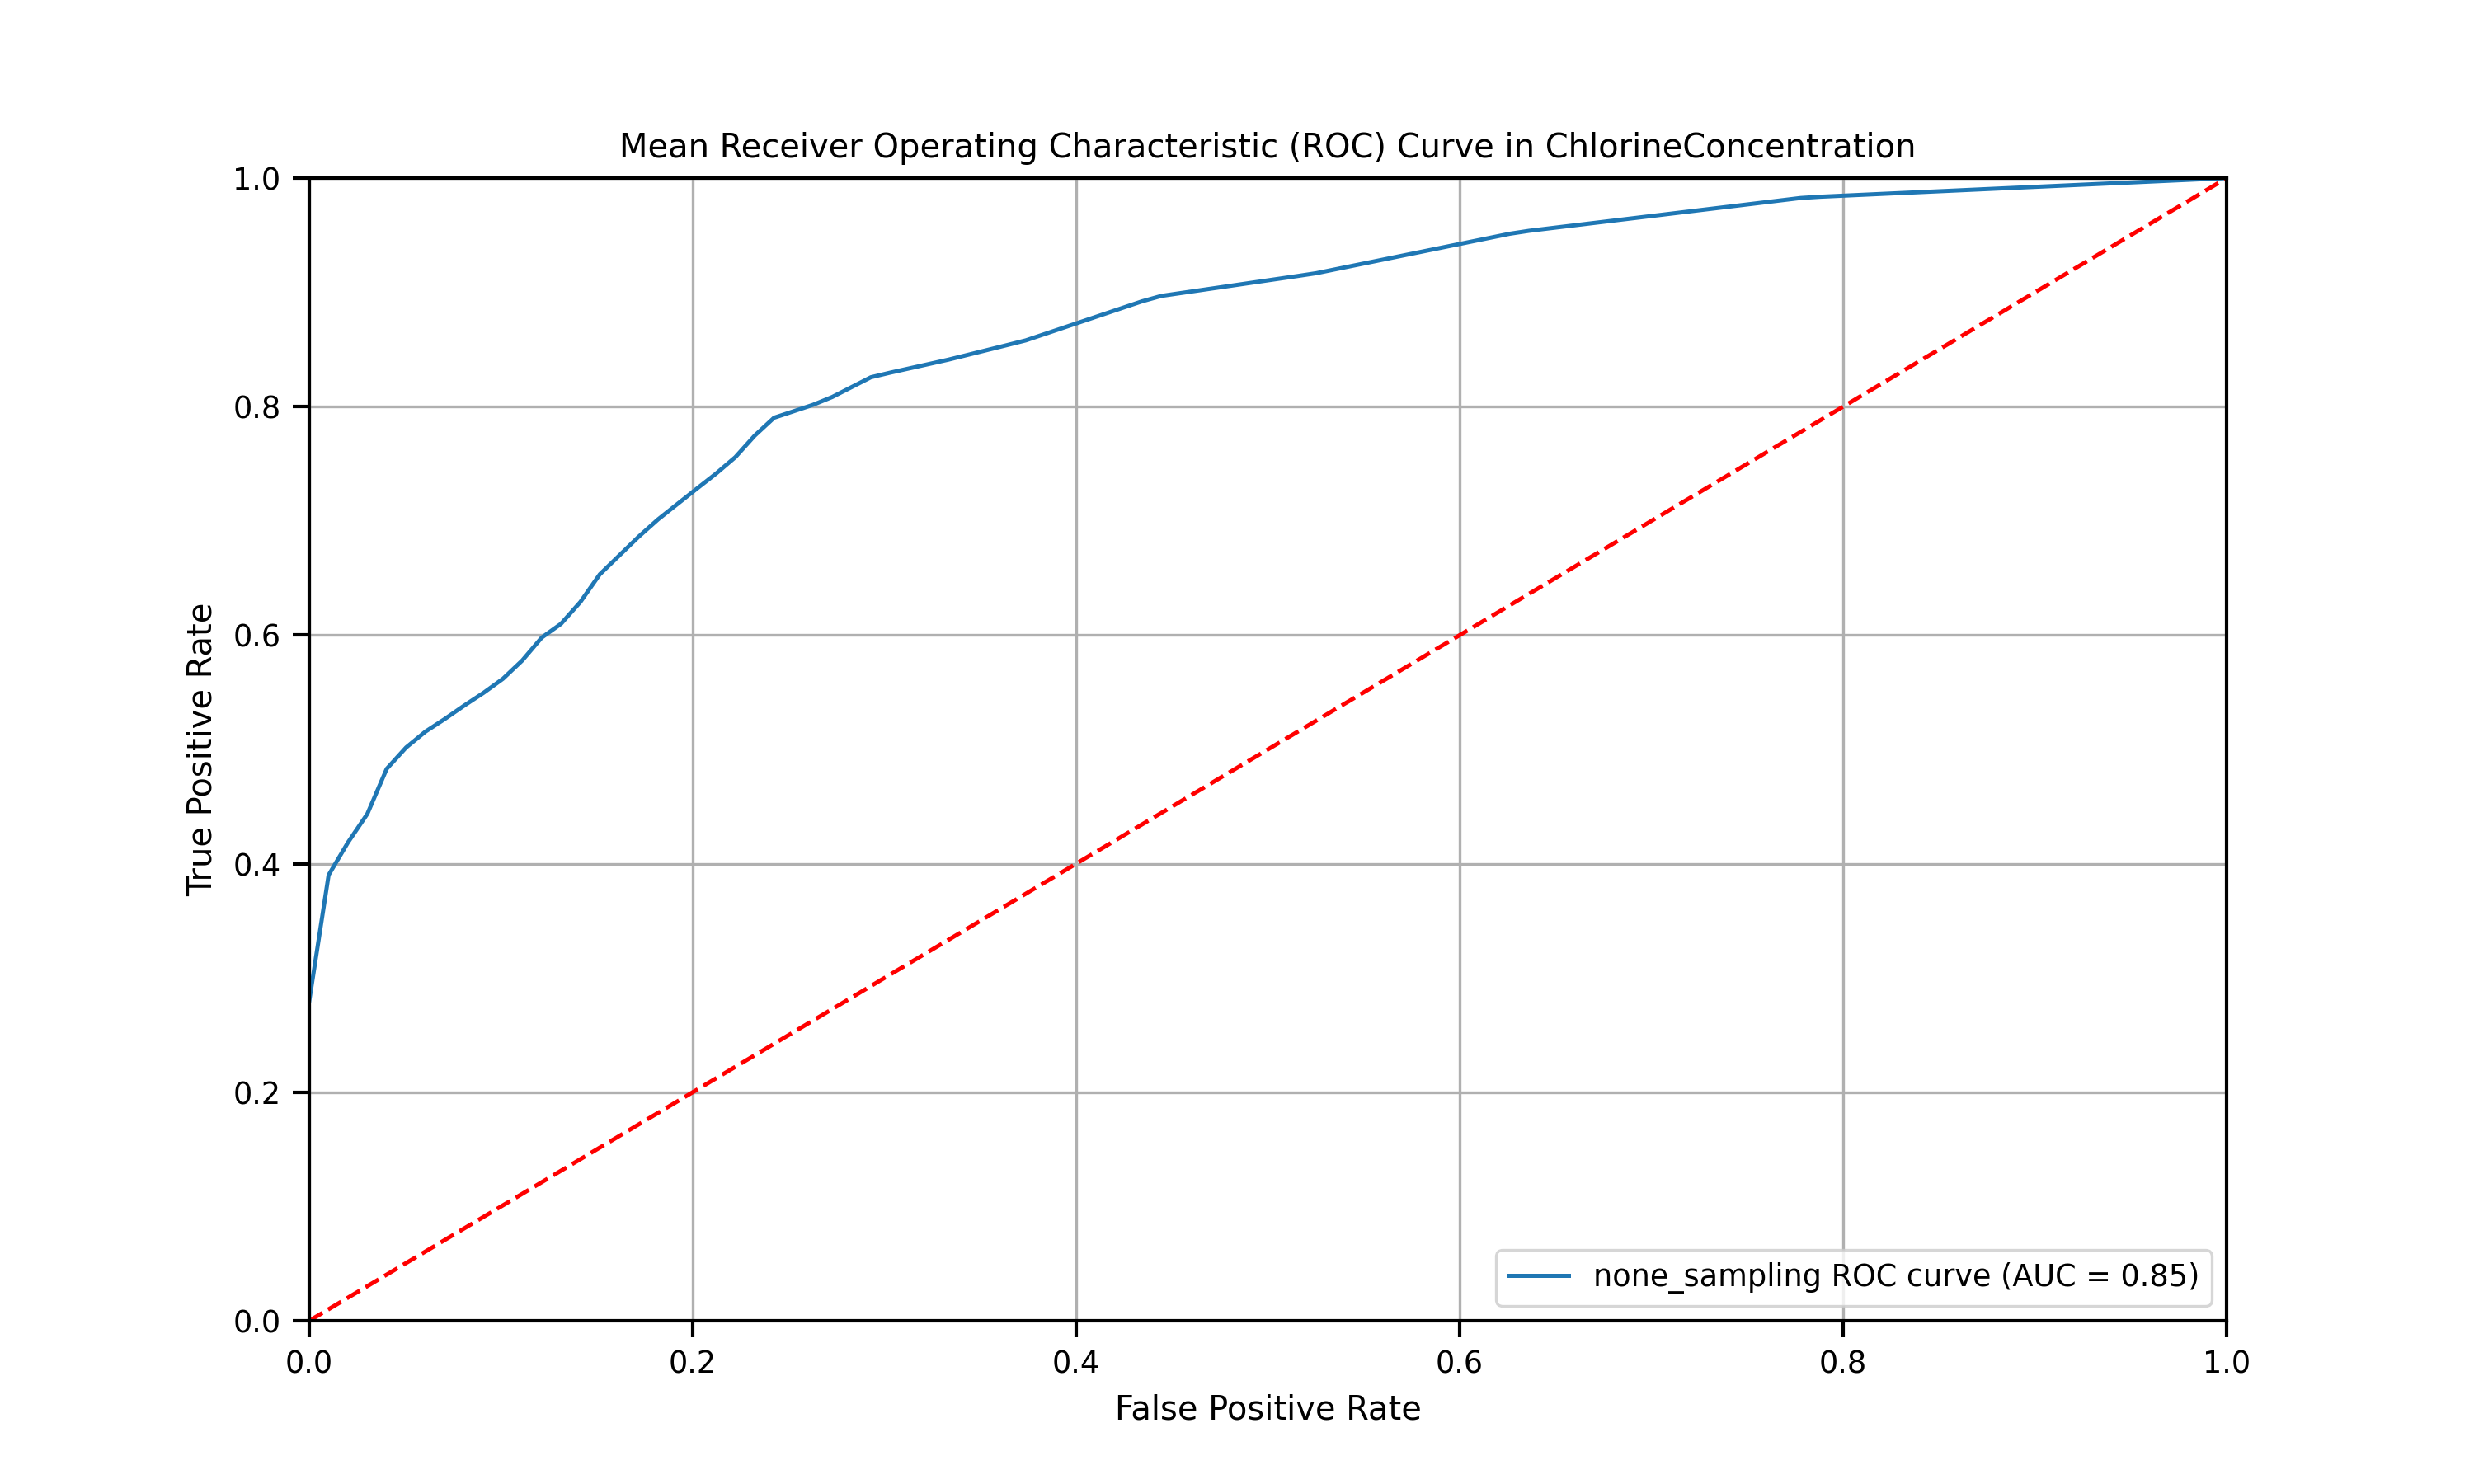 Mean Receiver Operating Characteristic (ROC) Curve in ChlorineConcentration
1.0
0.8
0.6
0.4
0.2
0.0
True Positive Rate
none_sampling ROC curve (AUC = 0.85)
0.0 0.2 0.4 0.6 0.8 1.0
False Positive Rate